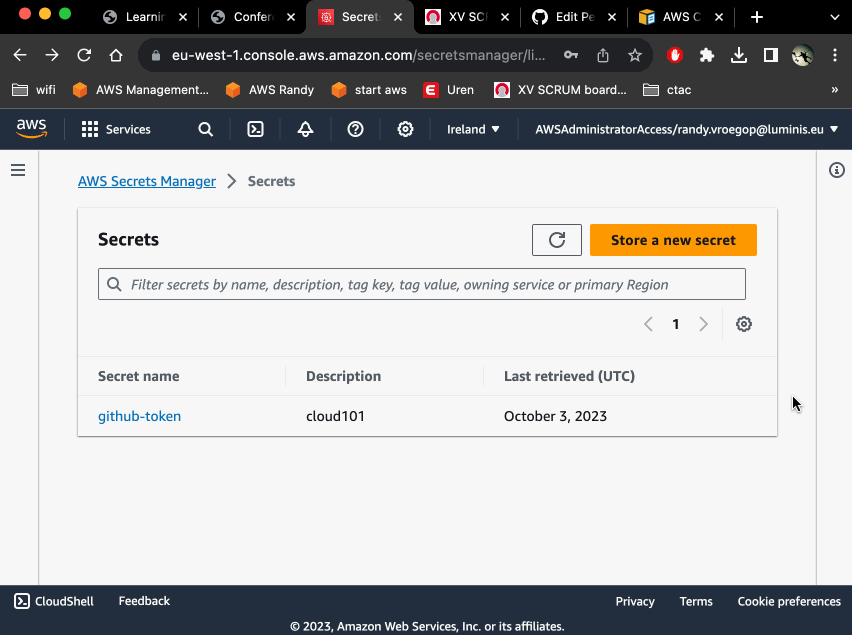 Learnin
Confer
Secrets
XV SCR
Edit Pe
AWS C
eu-west-1.console.aws.amazon.com/secretsmanager/li...
wifi
AWS Management...
AWS Randy
start aws
Uren
XV SCRUM board...
ctac
»
aws
Services
Ireland
AWSAdministratorAccess/randy.vroegop@luminis.eu
AWS Secrets Manager > Secrets
Secrets
Store a new secret
Filter secrets by name, description, tag key, tag value, owning service or primary Region
1
Secret name
Description
Last retrieved (UTC)
github-token
cloud101
October 3, 2023
CloudShell
Feedback
Privacy
Terms
Cookie preferences
© 2023, Amazon Web Services, Inc. or its affiliates.